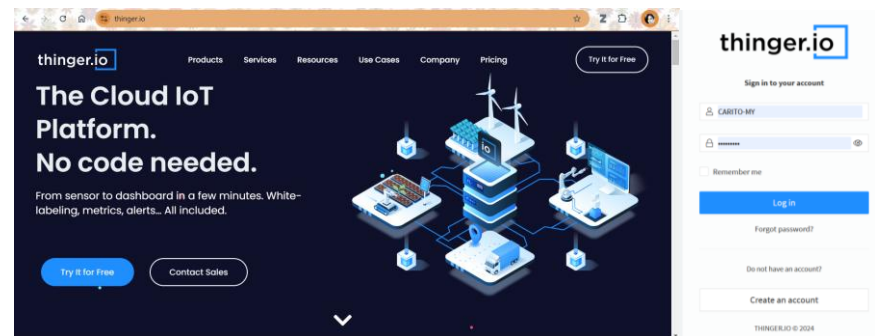 thinger.io
thinger.io
Products Services Resources Use Cases Company Pricing
Try It for Free
The Cloud IoT
Platform.
No code needed.
From sensor to dashboard in a few minutes. White-
labeling, metrics, alerts... All included.
Try It for Free
Contact Sales
io
thinger.io
Sign in to your account
CARITO-MY
Remember me
Log in
Forgot password?
Do not have an account?
Create an account
THINGER.IO © 2024